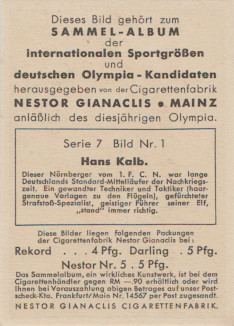 Dieses Bild gehört zum
SAMMEL-ALBUM
der
internationalen Sportgrößen
und
deutschen Olympia-Kandidaten
herausgegeben von der Cigarettenfabrik
NESTOR GIANACLIS • MAINZ
anläßlich des diesjährigen Olympia.
Serie 7 Bild Nr. 1
Hans Kalb.
Dieser Nürnberger vom 1. F. C. N. war lange
Deutschlands Standard-Mittelläufer der Nachkriegs-
zeit. Ein gewandter Techniker und Taktiker (haar-
genaue Vorlagen zu den Flügeln), gefürchteter
Strafstoß-Spezialist, geistiger Führer seiner Elf,
„stand" immer richtig.
Diese Bilder liegen folgenden Packungen
der Cigarettenfabrik Nestor Gianaclis bei:
Rekord . . . 4 Pfg. Darling . . 5 Pfg.
Nestor Nr. 5 . 5 Pfg.
Das Sammelalbum, ein wirkliches Kunstwerk, ist bei dem
Cigarettenhändler gegen RM -.90 erhältlich oder wird
Ihnen bei Vorauszahlung obigen Betrages auf unser Post-
scheck-Kto. Frankfurt/Main Nr. 14567 per Post zugesandt.
NESTOR GIANACLIS CIGARETTENFABRIK.